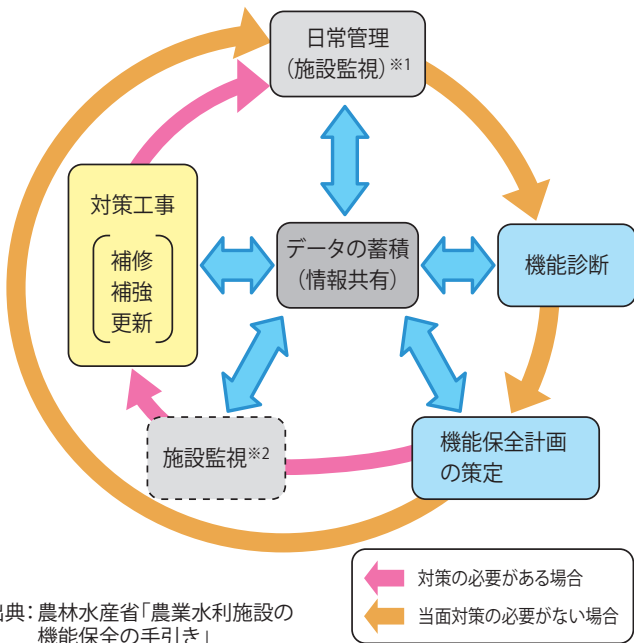 日常管理
（施設監視）※1
対策工事
補修
補強
更新
データの蓄積
（情報共有）
機能診断
施設監視※2
機能保全計画
の策定
対策の必要がある場合
当面対策の必要がない場合
出典：農林水産省「農業水利施設の
機能保全の手引き」